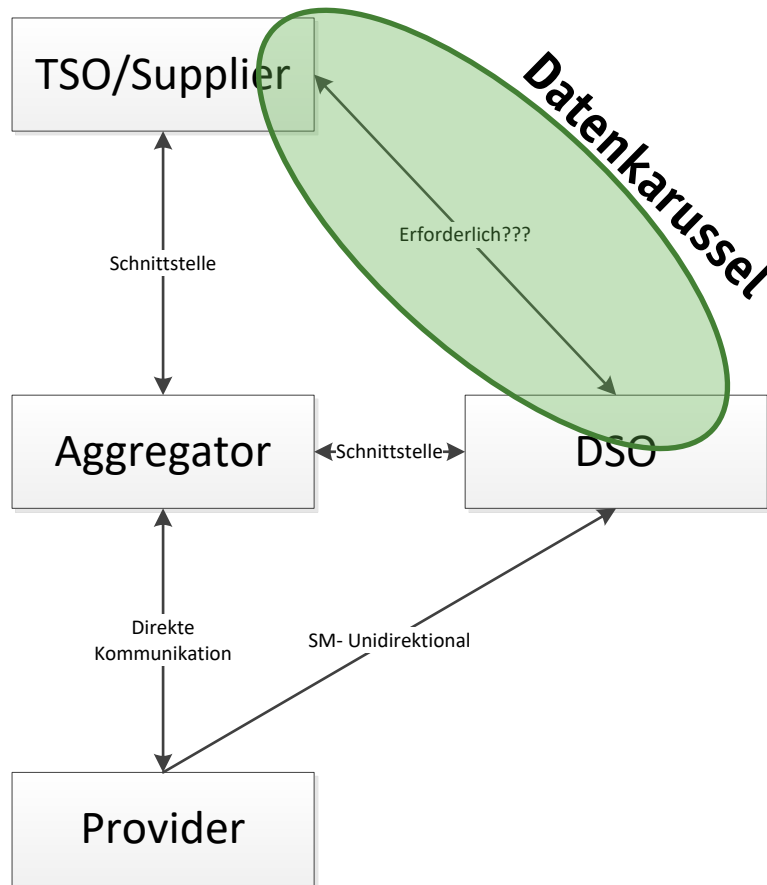 TSO/Supplier
Datenkarussel
Erforderlich???
Schnittstelle
Aggregator
Schnittstelle
DSO
Direkte
Kommunikation
SM- Unidirektional
Provider